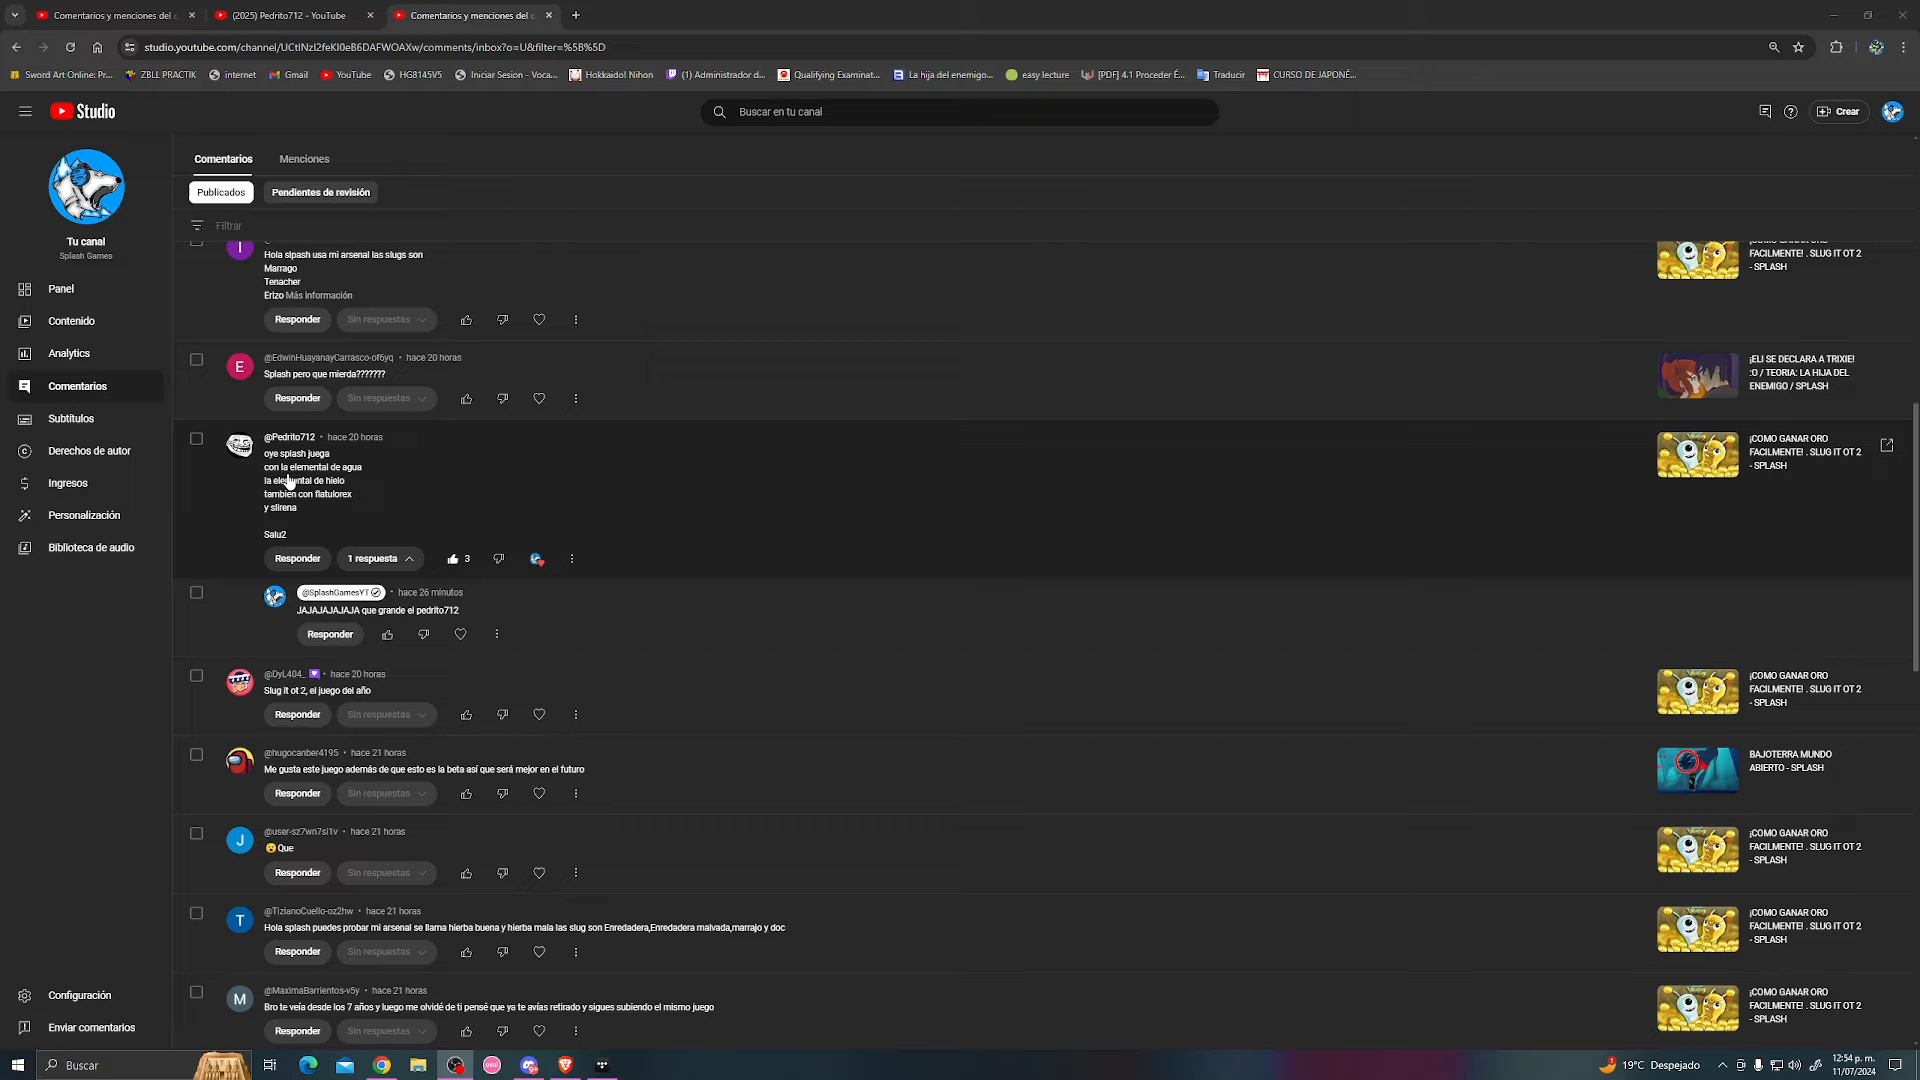 Comentarios y menciones del c
(2025) Pedrito712 - YouTube
Comentarios y menciones del c
studio.youtube.com/channel/UCtINzI2feKI0eB6DAFWOAXw/comments/inbox?o=U&filter=%5B%5D
Sword Art Online: Pr...
ZBLL PRACTIK
internet
Gmail
YouTube
HG8145V5
Iniciar Sesion - Voca...
Hokkaido! Nihon
(1) Administrador d...
Qualifying Examinat...
La hija del enemigo...
easy lecture
[PDF] 4.1 Proceder É...
Traducir
CURSO DE JAPONÉ...
Studio
Buscar en tu canal
Crear
Tu canal
Splash Games
Panel
Contenido
Analytics
Comentarios
Subtítulos
Derechos de autor
Ingresos
Personalización
Biblioteca de audio
Configuración
Enviar comentarios
Comentarios
Menciones
Publicados
Pendientes de revisión
Filtrar
Hola slpash usa mi arsenal las slugs son
Marrago
Tenacher
Erizo Más información
Responder
Sin respuestas
FACILMENTE! . SLUG IT OT 2
- SPLASH
@EdwinHuayanayCarrasco-of6yq • hace 20 horas
Splash pero que mierda???????
Responder
Sin respuestas
¡ELI SE DECLARA A TRIXIE!
:O / TEORIA: LA HIJA DEL
ENEMIGO / SPLASH
@Pedrito712 • hace 20 horas
oye splash juega
con la elemental de agua
la elemental de hielo
tambien con flatulorex
y slirena
Salu2
Responder
1 respuesta
3
¡COMO GANAR ORO
FACILMENTE! . SLUG IT OT 2
- SPLASH
@SplashGamesYT • hace 26 minutos
JAJAJAJAJAJA que grande el pedrito712
Responder
@DyL404_ • hace 20 horas
Slug it ot 2, el juego del año
Responder
Sin respuestas
¡COMO GANAR ORO
FACILMENTE! . SLUG IT OT 2
- SPLASH
@hugocanber4195 • hace 21 horas
Me gusta este juego además de que esto es la beta así que será mejor en el futuro
Responder
Sin respuestas
BAJOTERRA MUNDO
ABIERTO - SPLASH
J
@user-sz7wn7si1v • hace 21 horas
Que
Responder
Sin respuestas
¡COMO GANAR ORO
FACILMENTE! . SLUG IT OT 2
- SPLASH
T
@TizianoCuello-oz2hw • hace 21 horas
Hola splash puedes probar mi arsenal se llama hierba buena y hierba mala las slug son Enredadera,Enredadera malvada,marrajo y doc
Responder
Sin respuestas
¡COMO GANAR ORO
FACILMENTE! . SLUG IT OT 2
- SPLASH
M
@MaximaBarrientos-v5y • hace 21 horas
Bro te veía desde los 7 años y luego me olvidé de ti pensé que ya te avías retirado y sigues subiendo el mismo juego
Responder
Sin respuestas
¡COMO GANAR ORO
FACILMENTE! . SLUG IT OT 2
- SPLASH
Buscar
19°C Despejado
12:54 p. m.
11/07/2024